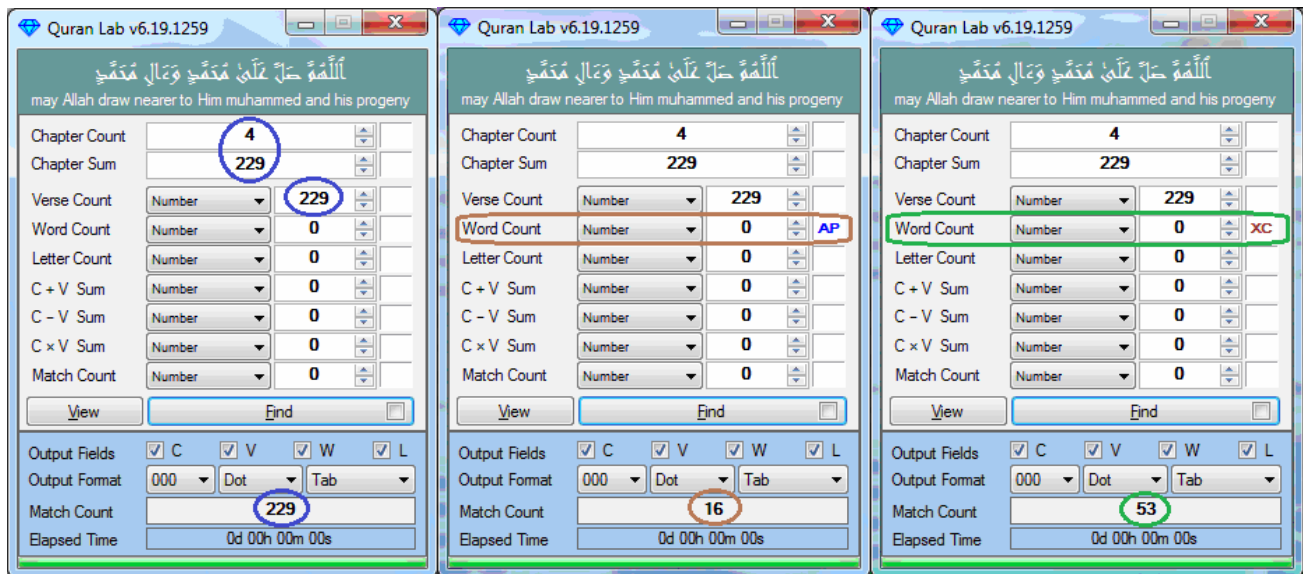 Quran Lab v6.19.1259
ٱللَّهُمَّ صَلِّ عَلَىٰ مُحَمَّدٍ وَءَالِ مُحَمَّدٍ
may Allah draw nearer to Him muhammed and his progeny
Chapter Count 4
Chapter Sum 229
Verse Count Number 229
Word Count Number 0
Letter Count Number 0
C + V Sum Number 0
C – V Sum Number 0
C × V Sum Number 0
Match Count Number 0
View Find
Output Fields C V W L
Output Format 000 Dot Tab
Match Count 229
Elapsed Time 0d 00h 00m 00s
Quran Lab v6.19.1259
ٱللَّهُمَّ صَلِّ عَلَىٰ مُحَمَّدٍ وَءَالِ مُحَمَّدٍ
may Allah draw nearer to Him muhammed and his progeny
Chapter Count 4
Chapter Sum 229
Verse Count Number 229
Word Count Number 0 AP
Letter Count Number 0
C + V Sum Number 0
C – V Sum Number 0
C × V Sum Number 0
Match Count Number 0
View Find
Output Fields C V W L
Output Format 000 Dot Tab
Match Count 16
Elapsed Time 0d 00h 00m 00s
Quran Lab v6.19.1259
ٱللَّهُمَّ صَلِّ عَلَىٰ مُحَمَّدٍ وَءَالِ مُحَمَّدٍ
may Allah draw nearer to Him muhammed and his progeny
Chapter Count 4
Chapter Sum 229
Verse Count Number 229
Word Count Number 0 XC
Letter Count Number 0
C + V Sum Number 0
C – V Sum Number 0
C × V Sum Number 0
Match Count Number 0
View Find
Output Fields C V W L
Output Format 000 Dot Tab
Match Count 53
Elapsed Time 0d 00h 00m 00s